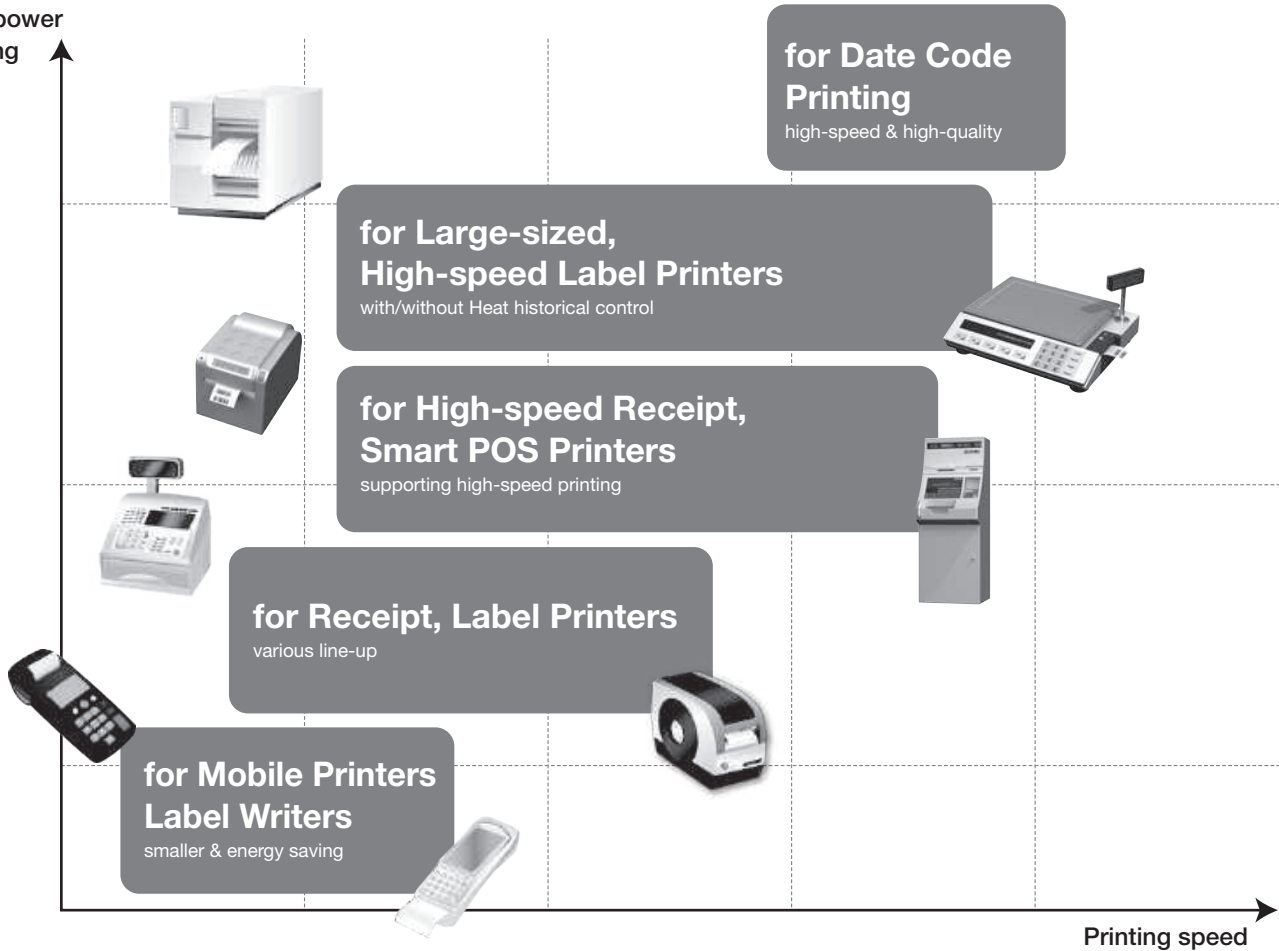 power
for Date Code
Printing
high-speed & high-quality
for Large-sized,
High-speed Label Printers
with/without Heat historical control
for High-speed Receipt,
Smart POS Printers
supporting high-speed printing
for Receipt, Label Printers
various line-up
for Mobile Printers
Label Writers
smaller & energy saving
Printing speed